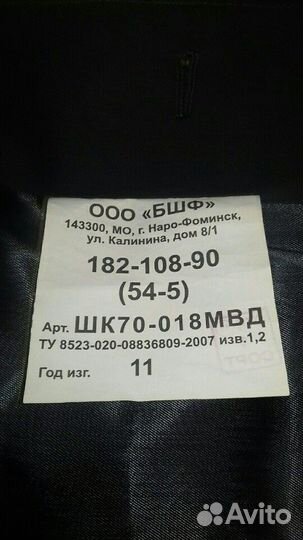 ООО «БШФ»
143300, МО, г. Наро-Фоминск,
ул. Калинина, дом 8/1
182-108-90
(54-5)
Арт. ШК70-018МВД
ТУ 8523-020-08836809-2007 изв.1,2
Год изг. 11
СОРТ
Avito